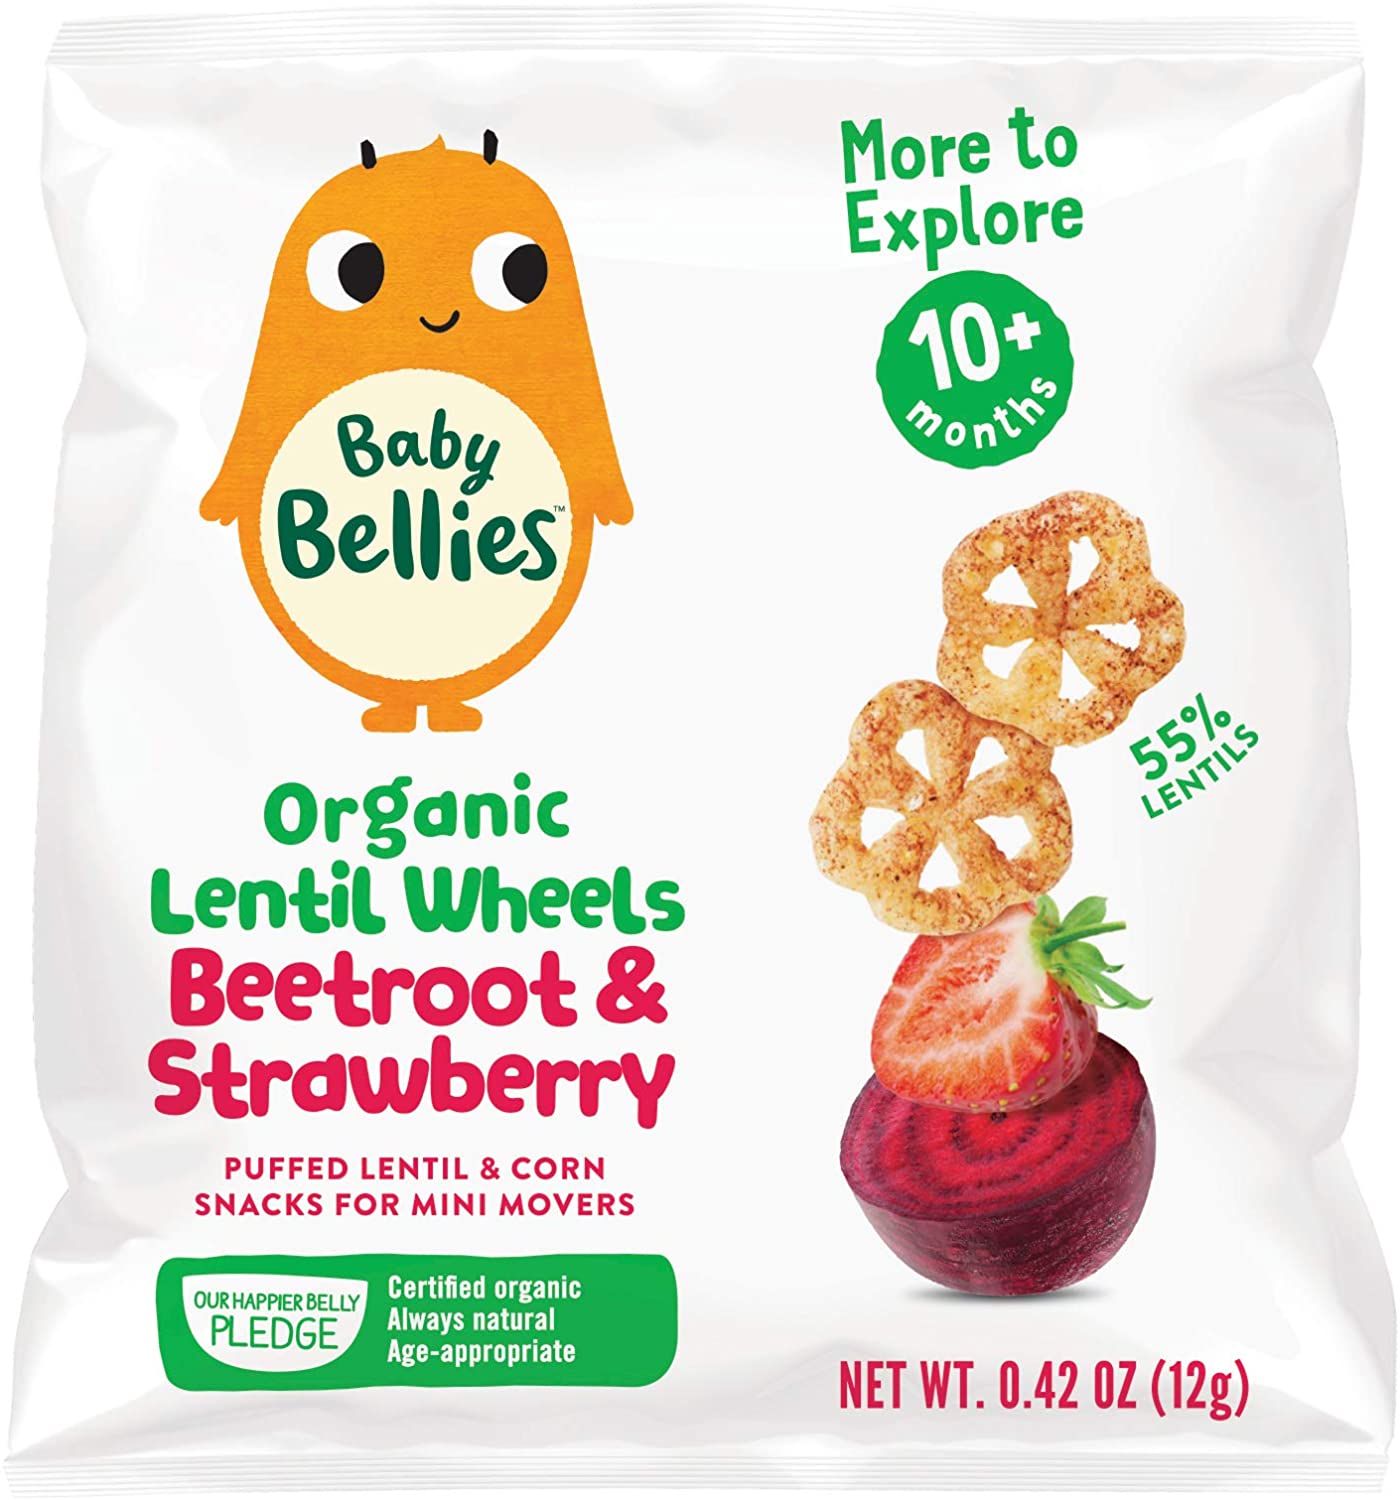 More to
Explore
10+
months
Baby
Bellies™
55%
LENTILS
Organic
Lentil Wheels
Beetroot &
Strawberry
PUFFED LENTIL & CORN
SNACKS FOR MINI MOVERS
OUR HAPPIER BELLY
PLEDGE
Certified organic
Always natural
Age-appropriate
NET WT. 0.42 OZ (12g)